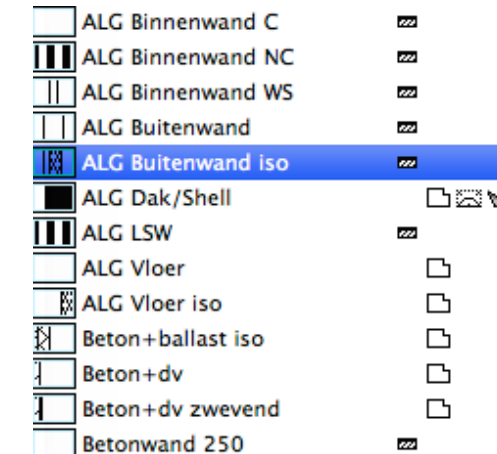 ALG Binnenwand C
ALG Binnenwand NC
ALG Binnenwand WS
ALG Buitenwand
ALG Buitenwand iso
ALG Dak/Shell
ALG LSW
ALG Vloer
ALG Vloer iso
Beton+ballast iso
Beton+dv
Beton+dv zwevend
Betonwand 250